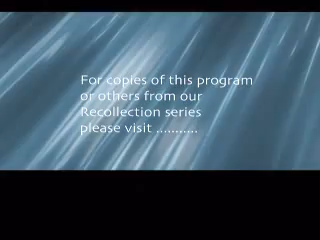 For copies of this program
or others from our
Recollection series
please visit ...........